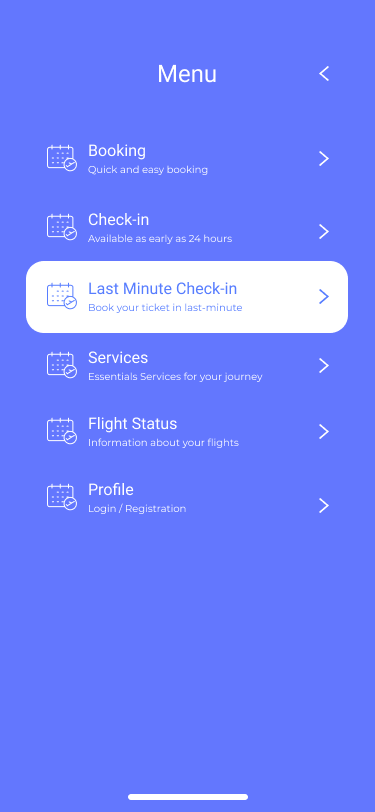 Menu
Booking
Quick and easy booking
Check-in
Available as early as 24 hours
Last Minute Check-in
Book your ticket in last-minute
Services
Essentials Services for your journey
Flight Status
Information about your flights
Profile
Login / Registration